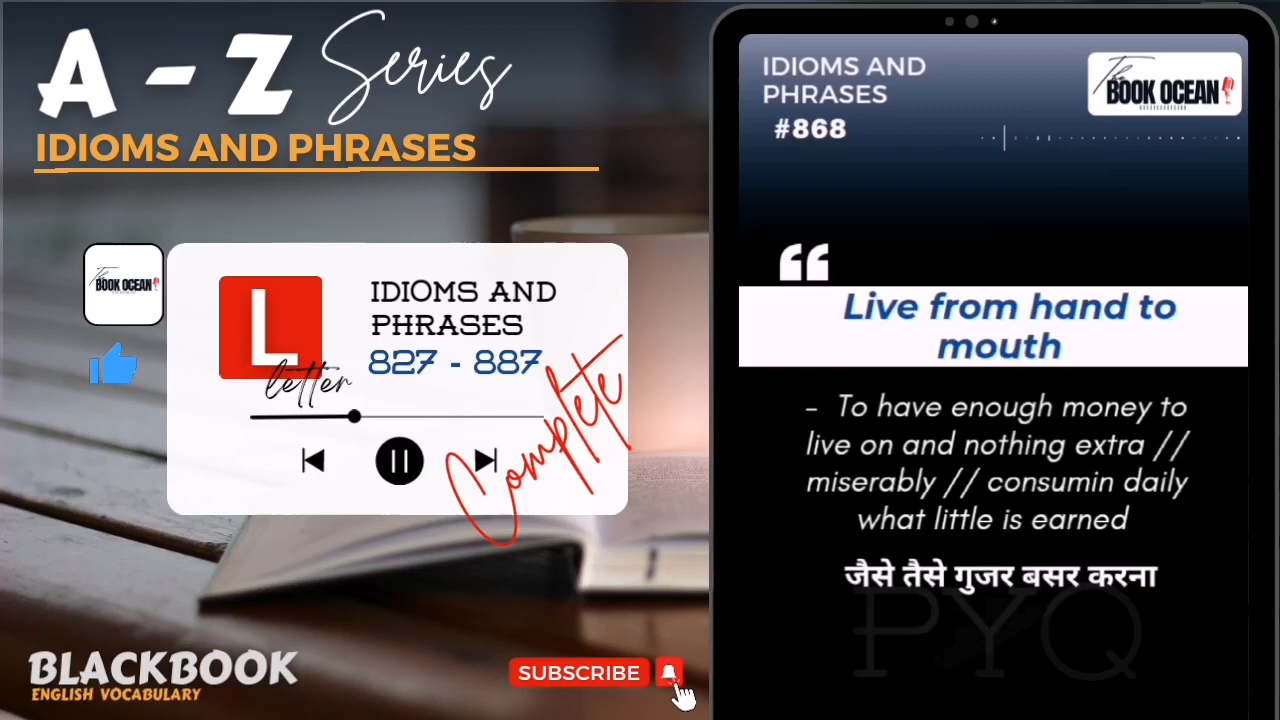 A - Z Series
IDIOMS AND PHRASES
The
BOOK OCEAN
L
letter
IDIOMS AND
PHRASES
827 - 887
Complete
BLACKBOOK
ENGLISH VOCABULARY
SUBSCRIBE
IDIOMS AND
PHRASES
#868
The
BOOK OCEAN
❝
Live from hand to
mouth
- To have enough money to
live on and nothing extra //
miserably // consumin daily
what little is earned
जैसे तैसे गुजर बसर करना
PYQ